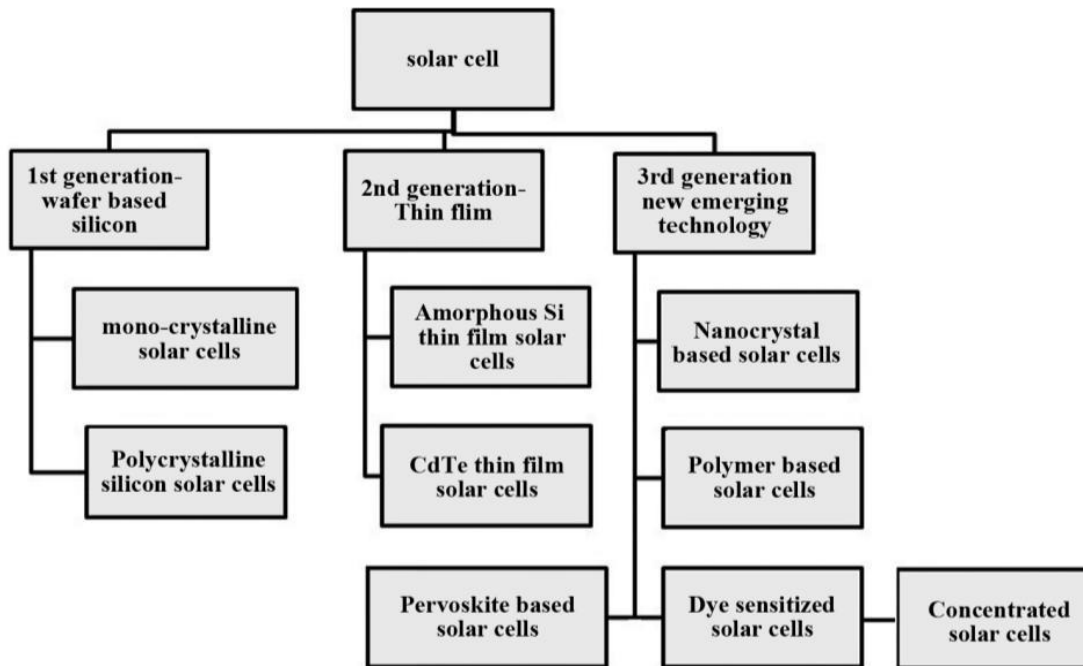 solar cell
1st generation-
wafer based
silicon
2nd generation-
Thin flim
3rd generation
new emerging
technology
mono-crystalline
solar cells
Amorphous Si
thin film solar
cells
Nanocrystal
based solar cells
Polycrystalline
silicon solar cells
CdTe thin film
solar cells
Polymer based
solar cells
Pervoskite based
solar cells
Dye sensitized
solar cells
Concentrated
solar cells